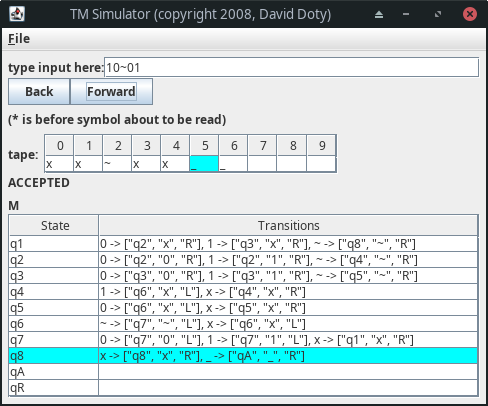 TM Simulator (copyright 2008, David Doty)
File
type input here: 10~01
Back Forward
(* is before symbol about to be read)
0 1 2 3 4 5 6 7 8 9
tape: x x ~ x x _ _
ACCEPTED
M
State Transitions
q1 0 -> ["q2", "x", "R"], 1 -> ["q3", "x", "R"], ~ -> ["q8", "~", "R"]
q2 0 -> ["q2", "0", "R"], 1 -> ["q2", "1", "R"], ~ -> ["q4", "~", "R"]
q3 0 -> ["q3", "0", "R"], 1 -> ["q3", "1", "R"], ~ -> ["q5", "~", "R"]
q4 1 -> ["q6", "x", "L"], x -> ["q4", "x", "R"]
q5 0 -> ["q6", "x", "L"], x -> ["q5", "x", "R"]
q6 ~ -> ["q7", "~", "L"], x -> ["q6", "x", "L"]
q7 0 -> ["q7", "0", "L"], 1 -> ["q7", "1", "L"], x -> ["q1", "x", "R"]
q8 x -> ["q8", "x", "R"], _ -> ["qA", "_", "R"]
qA
qR